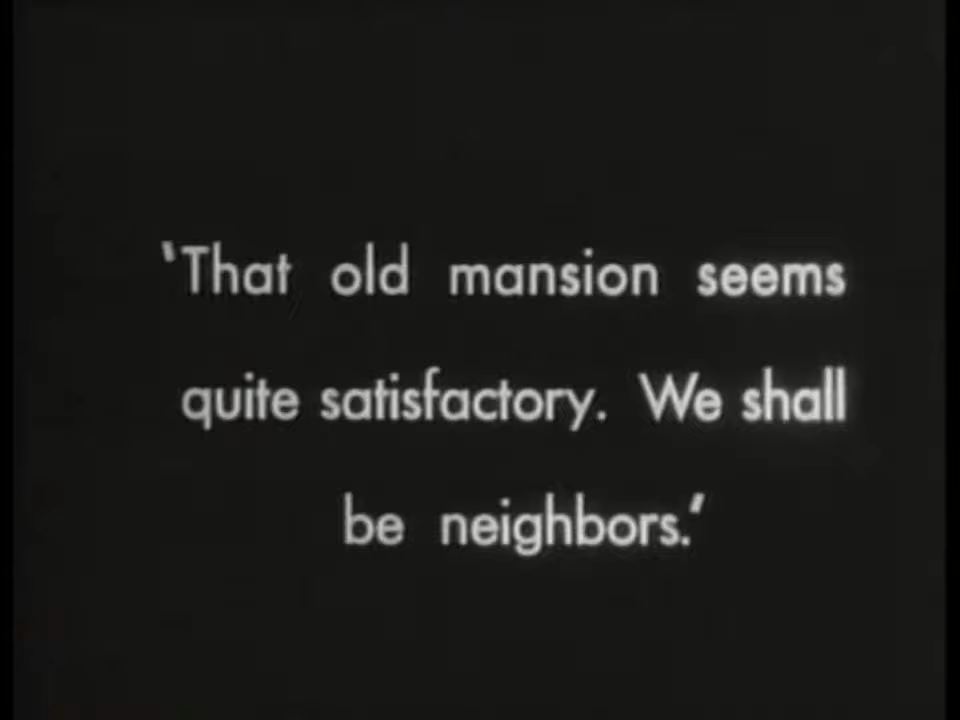 'That old mansion seems
quite satisfactory. We shall
be neighbors.'